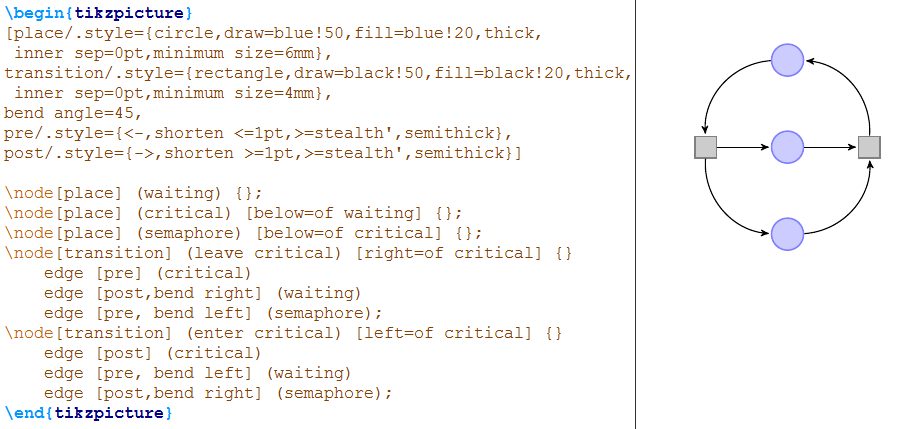 \begin{tikzpicture}
[place/.style={circle,draw=blue!50,fill=blue!20,thick,
 inner sep=0pt,minimum size=6mm},
transition/.style={rectangle,draw=black!50,fill=black!20,thick,
 inner sep=0pt,minimum size=4mm},
bend angle=45,
pre/.style={<-,shorten <=1pt,>=stealth',semithick},
post/.style={->,shorten >=1pt,>=stealth',semithick}]

\node[place] (waiting) {};
\node[place] (critical) [below=of waiting] {};
\node[place] (semaphore) [below=of critical] {};
\node[transition] (leave critical) [right=of critical] {}
    edge [pre] (critical)
    edge [post,bend right] (waiting)
    edge [pre, bend left] (semaphore);
\node[transition] (enter critical) [left=of critical] {}
    edge [post] (critical)
    edge [pre, bend left] (waiting)
    edge [post,bend right] (semaphore);
\end{tikzpicture}